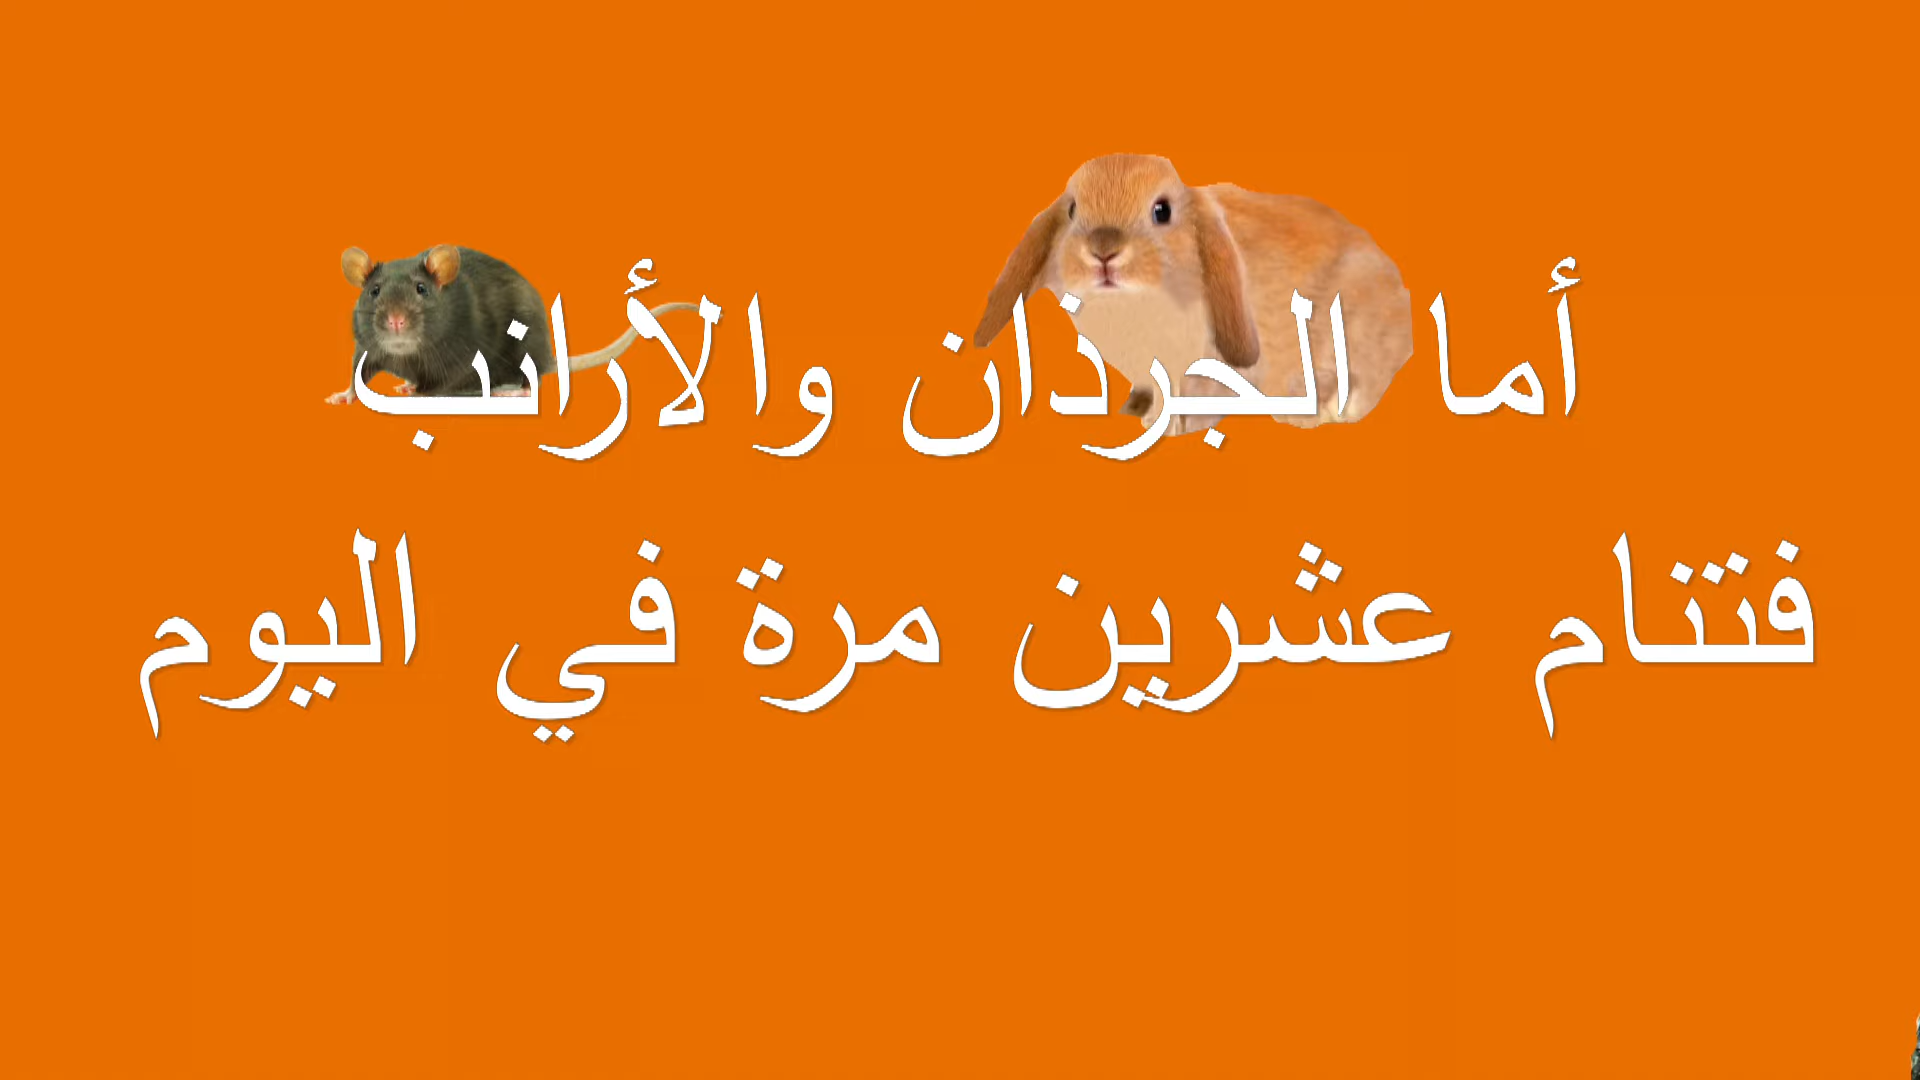 أما الجرذان والأرانب
فتنام عشرين مرة في اليوم